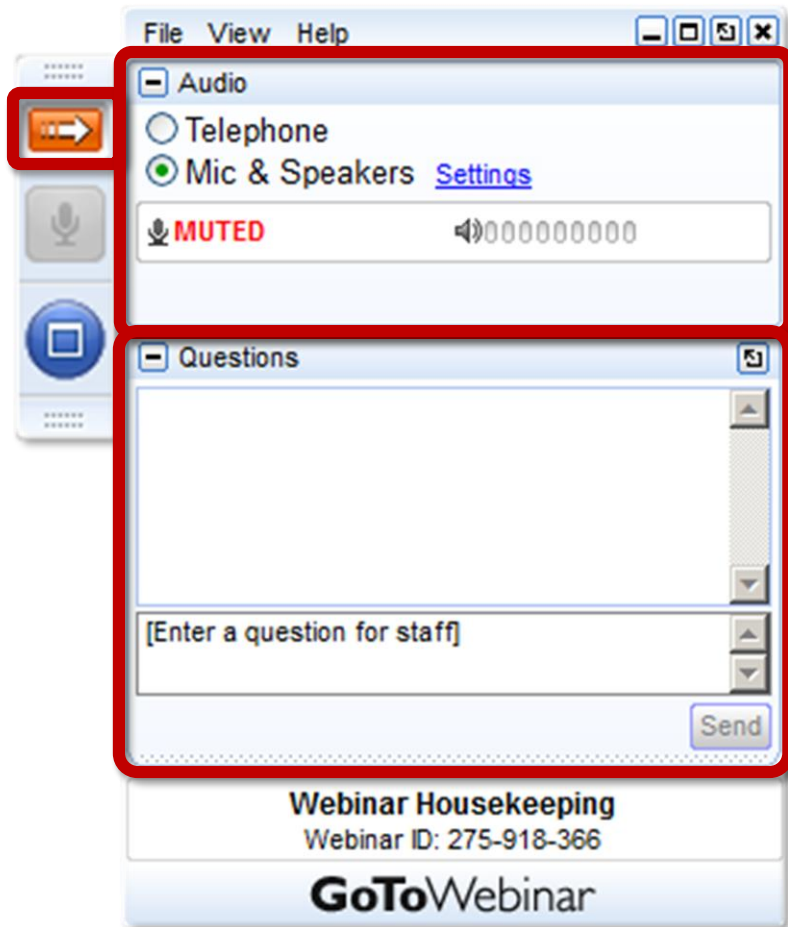 File View Help
Audio
Telephone
Mic & Speakers Settings
MUTED
Questions
[Enter a question for staff]
Send
Webinar Housekeeping
Webinar ID: 275-918-366
GoToWebinar